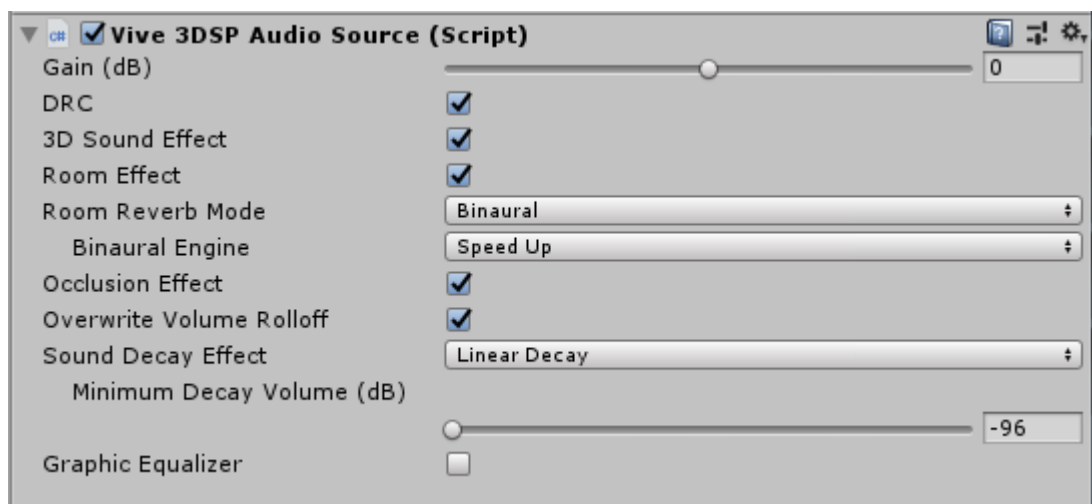 C# Vive 3DSP Audio Source (Script)
Gain (dB) 0
DRC
3D Sound Effect
Room Effect
Room Reverb Mode Binaural
Binaural Engine Speed Up
Occlusion Effect
Overwrite Volume Rolloff
Sound Decay Effect Linear Decay
Minimum Decay Volume (dB)
-96
Graphic Equalizer